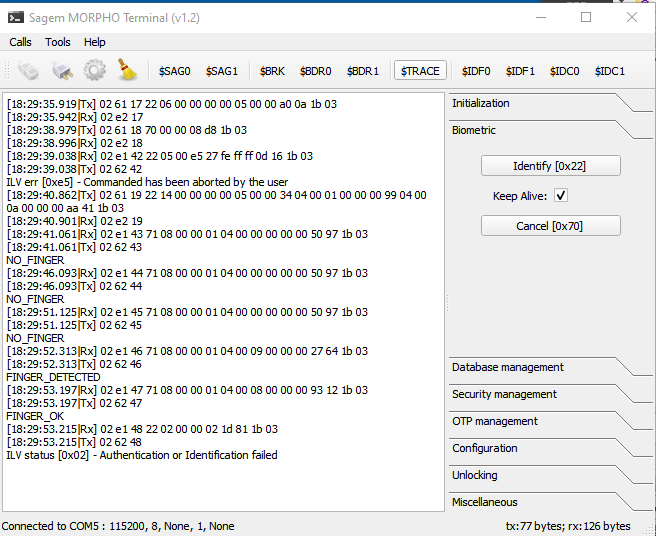 Sagem MORPHO Terminal (v1.2)
Calls Tools Help
$SAG0 $SAG1 $BRK $BDR0 $BDR1 $TRACE $IDF0 $IDF1 $IDC0 $IDC1
[18:29:35.919|Tx] 02 61 17 22 06 00 00 00 00 05 00 00 a0 0a 1b 03
[18:29:35.942|Rx] 02 e2 17
[18:29:38.979|Tx] 02 61 18 70 00 00 08 d8 1b 03
[18:29:38.996|Rx] 02 e2 18
[18:29:39.038|Rx] 02 e1 42 22 05 00 e5 27 fe ff ff 0d 16 1b 03
[18:29:39.038|Tx] 02 62 42
ILV err [0xe5] - Commanded has been aborted by the user
[18:29:40.862|Tx] 02 61 19 22 14 00 00 00 00 05 00 00 34 04 00 01 00 00 00 99 04 00
0a 00 00 00 aa 41 1b 03
[18:29:40.901|Rx] 02 e2 19
[18:29:41.061|Rx] 02 e1 43 71 08 00 00 01 04 00 00 00 00 00 50 97 1b 03
[18:29:41.061|Tx] 02 62 43
NO_FINGER
[18:29:46.093|Rx] 02 e1 44 71 08 00 00 01 04 00 00 00 00 00 50 97 1b 03
[18:29:46.093|Tx] 02 62 44
NO_FINGER
[18:29:51.125|Rx] 02 e1 45 71 08 00 00 01 04 00 00 00 00 00 50 97 1b 03
[18:29:51.125|Tx] 02 62 45
NO_FINGER
[18:29:52.313|Rx] 02 e1 46 71 08 00 00 01 04 00 09 00 00 00 27 64 1b 03
[18:29:52.313|Tx] 02 62 46
FINGER_DETECTED
[18:29:53.197|Rx] 02 e1 47 71 08 00 00 01 04 00 08 00 00 00 93 12 1b 03
[18:29:53.197|Tx] 02 62 47
FINGER_OK
[18:29:53.215|Rx] 02 e1 48 22 02 00 00 02 1d 81 1b 03
[18:29:53.215|Tx] 02 62 48
ILV status [0x02] - Authentication or Identification failed
Initialization
Biometric
Identify [0x22]
Keep Alive:
Cancel [0x70]
Database management
Security management
OTP management
Configuration
Unlocking
Miscellaneous
Connected to COM5 : 115200, 8, None, 1, None
tx:77 bytes; rx:126 bytes